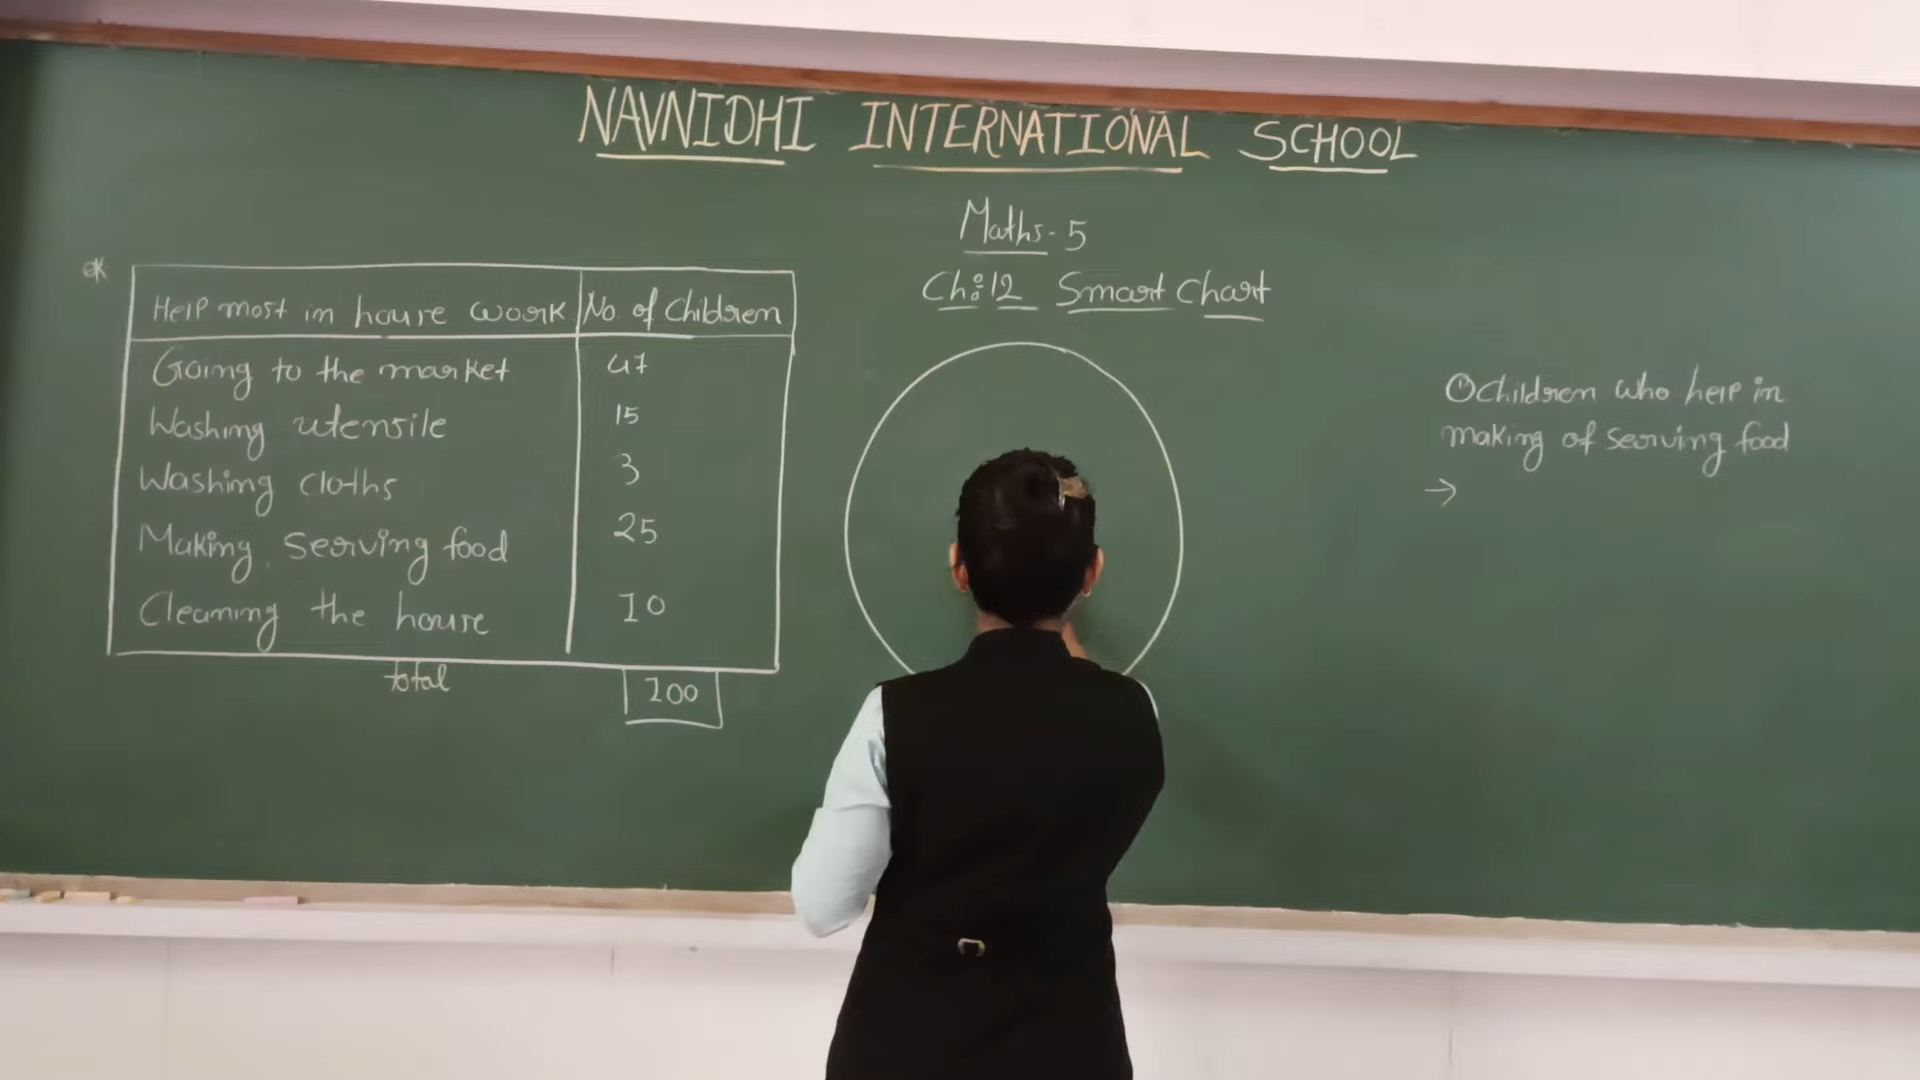 NAVNIDHI INTERNATIONAL SCHOOL
Maths-5
Ch:12 Smart Chart
Help most in house work No. of Children
Going to the market 47
Washing utensile 15
Washing cloths 3
Making, Serving food 25
Cleaning the house 10
total 100
① Children who help in
making of serving food
→